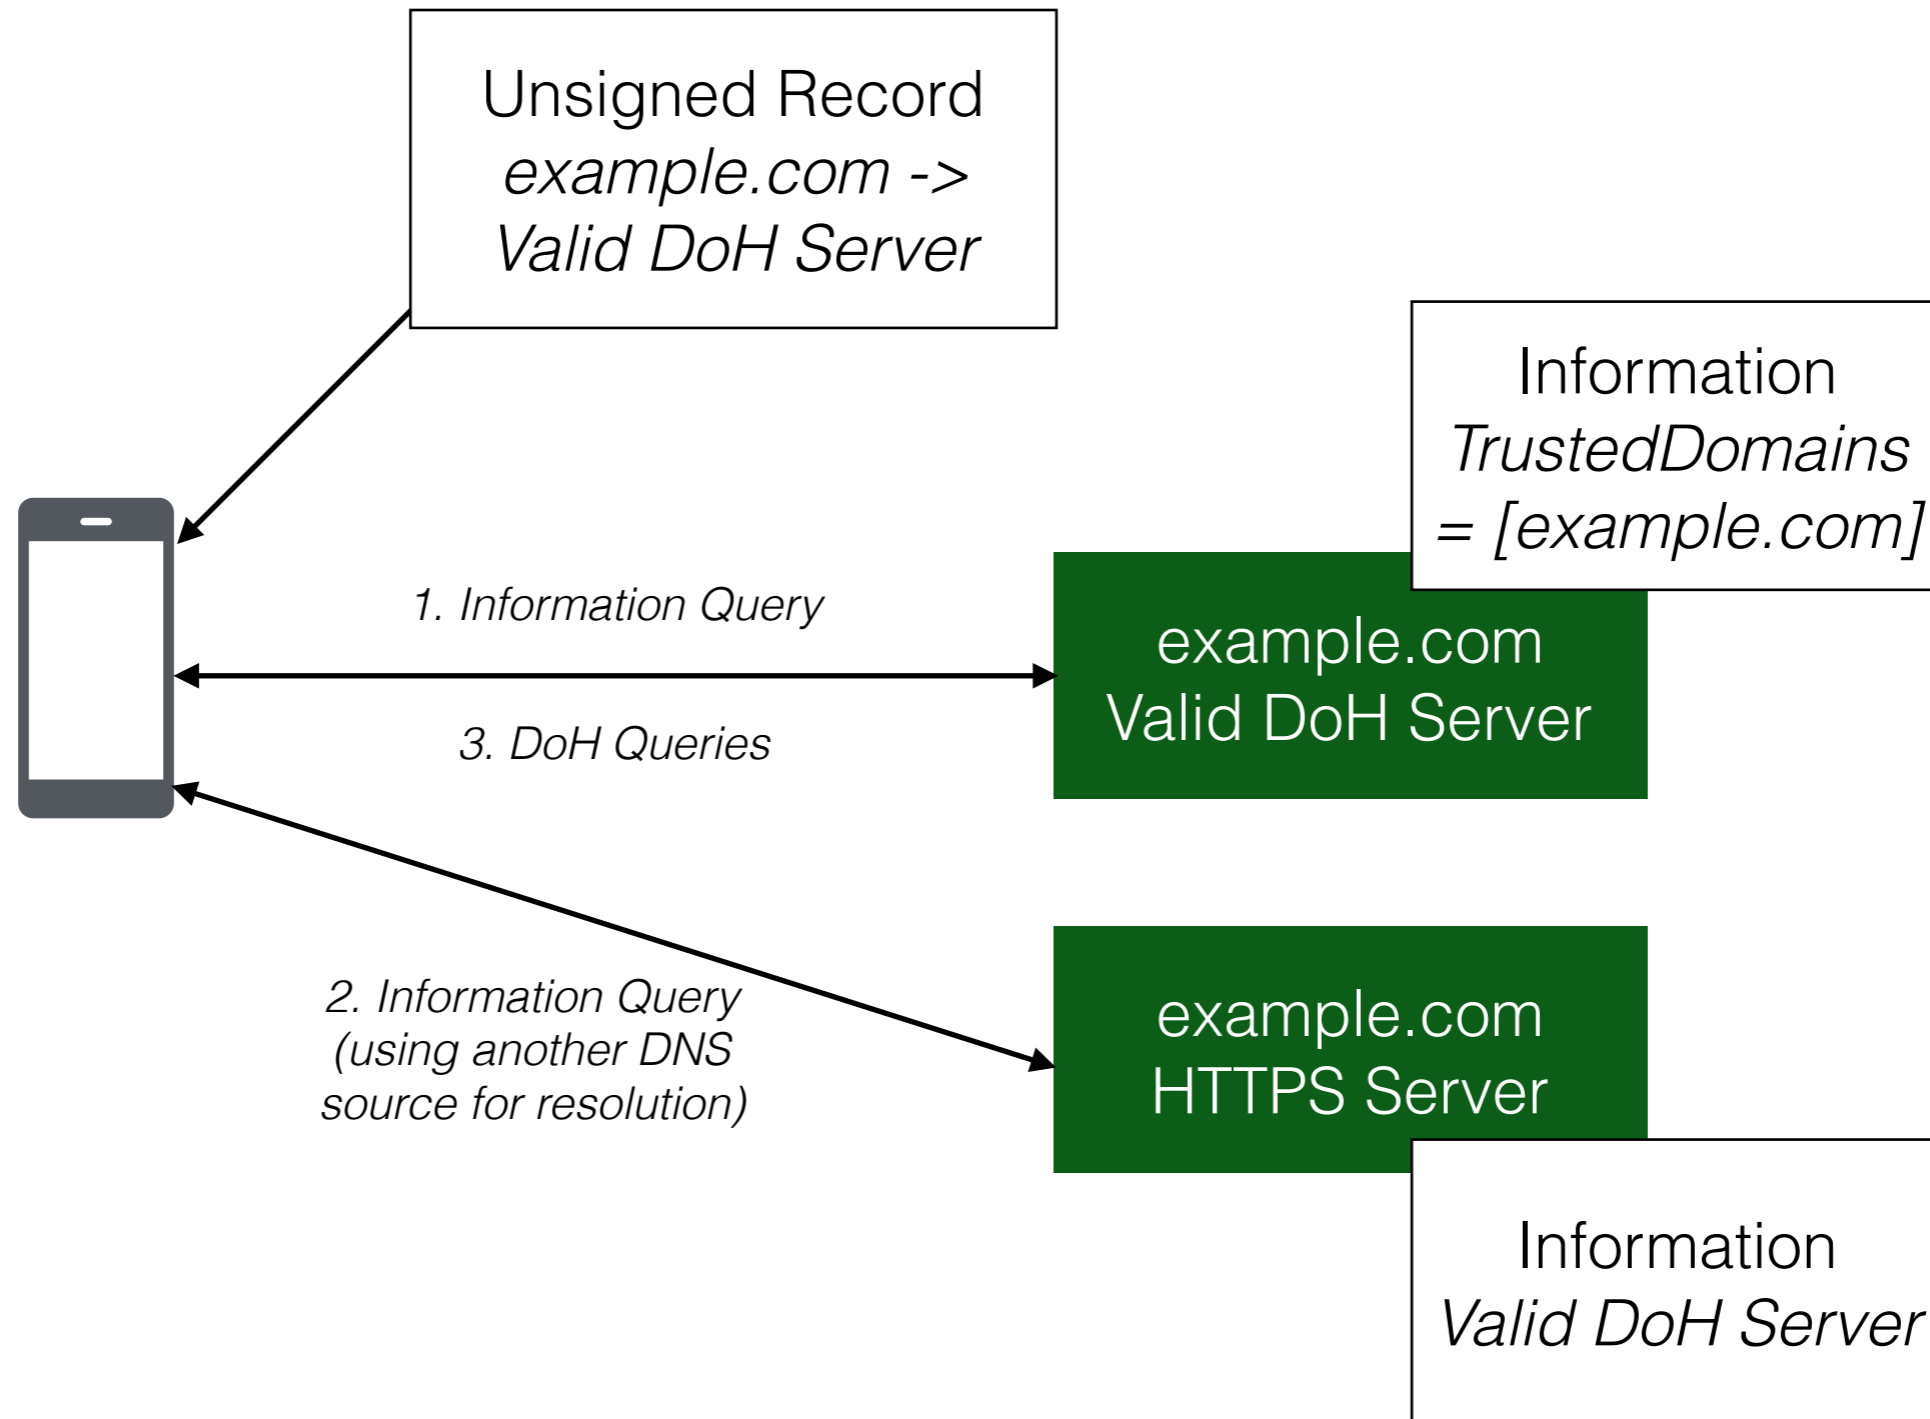 Unsigned Record
example.com ->
Valid DoH Server
Information
TrustedDomains
= [example.com]
1. Information Query
example.com
Valid DoH Server
3. DoH Queries
2. Information Query
(using another DNS
source for resolution)
example.com
HTTPS Server
Information
Valid DoH Server